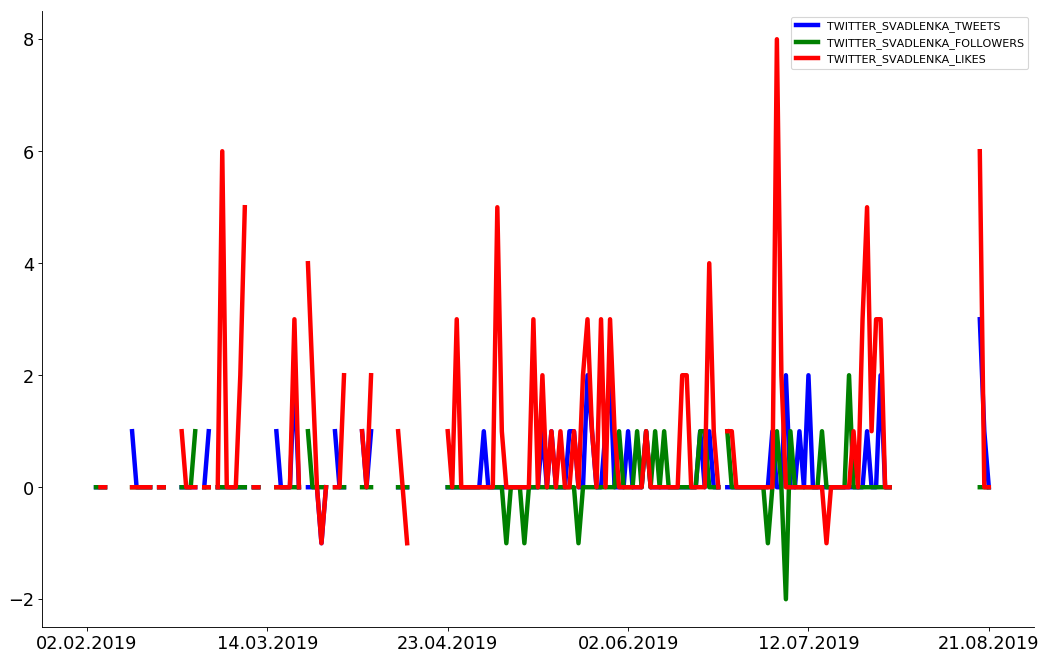 TWITTER_SVADLENKA_TWEETS
TWITTER_SVADLENKA_FOLLOWERS
TWITTER_SVADLENKA_LIKES
8
6
4
2
0
−2
02.02.2019 14.03.2019 23.04.2019 02.06.2019 12.07.2019 21.08.2019